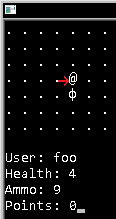 . . . . . . .
. . . . . . .
. . . . . . .
. . . → @ . .
. . . . φ . .
. . . . . . .
. . . . . . .
User: foo
Health: 4
Ammo: 9
Points: 0